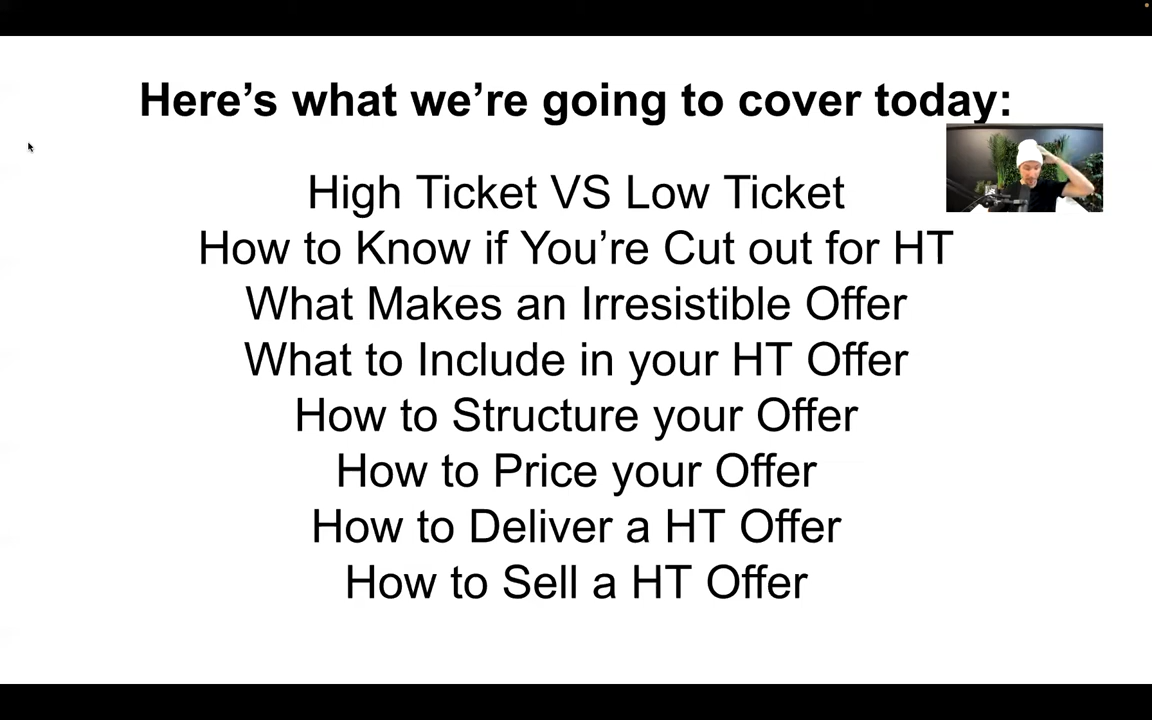 Here’s what we’re going to cover today:
High Ticket VS Low Ticket
How to Know if You’re Cut out for HT
What Makes an Irresistible Offer
What to Include in your HT Offer
How to Structure your Offer
How to Price your Offer
How to Deliver a HT Offer
How to Sell a HT Offer